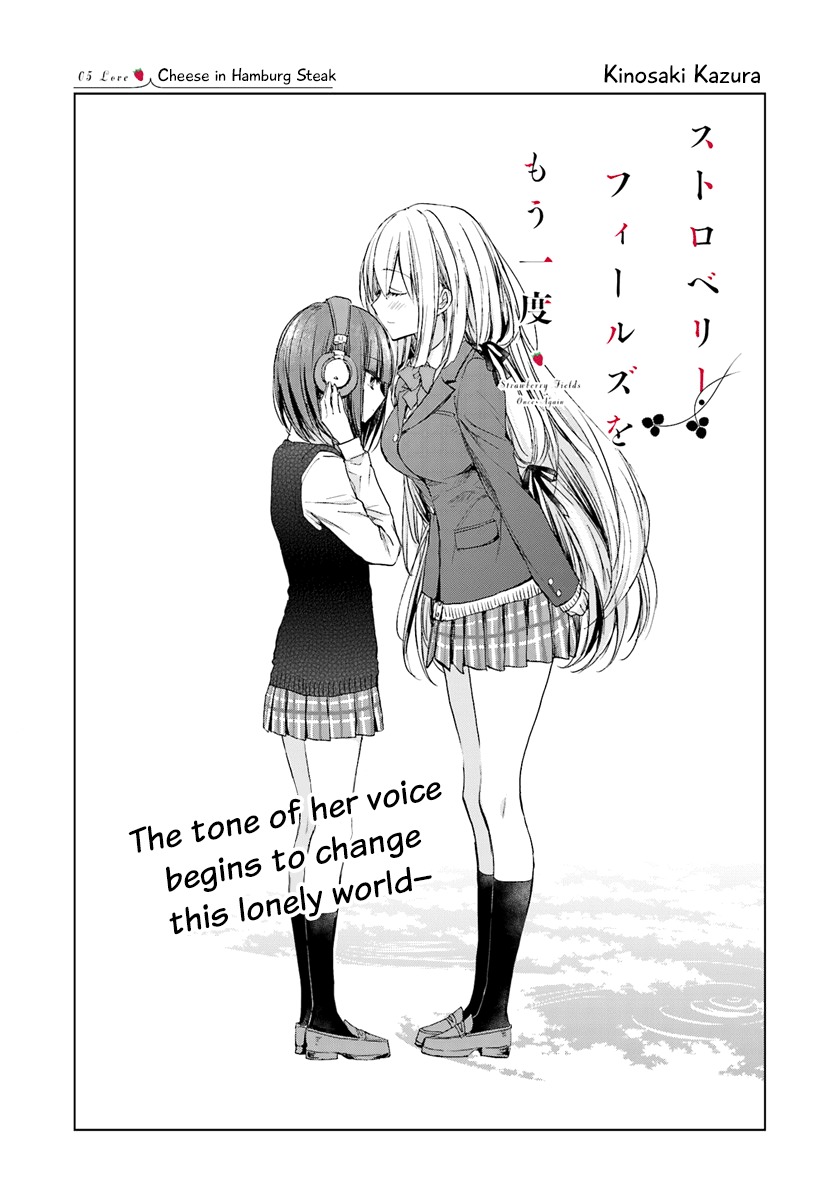 05 Love Cheese in Hamburg Steak
Kinosaki Kazura
ストロベリー・
フィールズを
もう一度
Strawberry Fields
Once Again
The tone of her voice
begins to change
this lonely world—